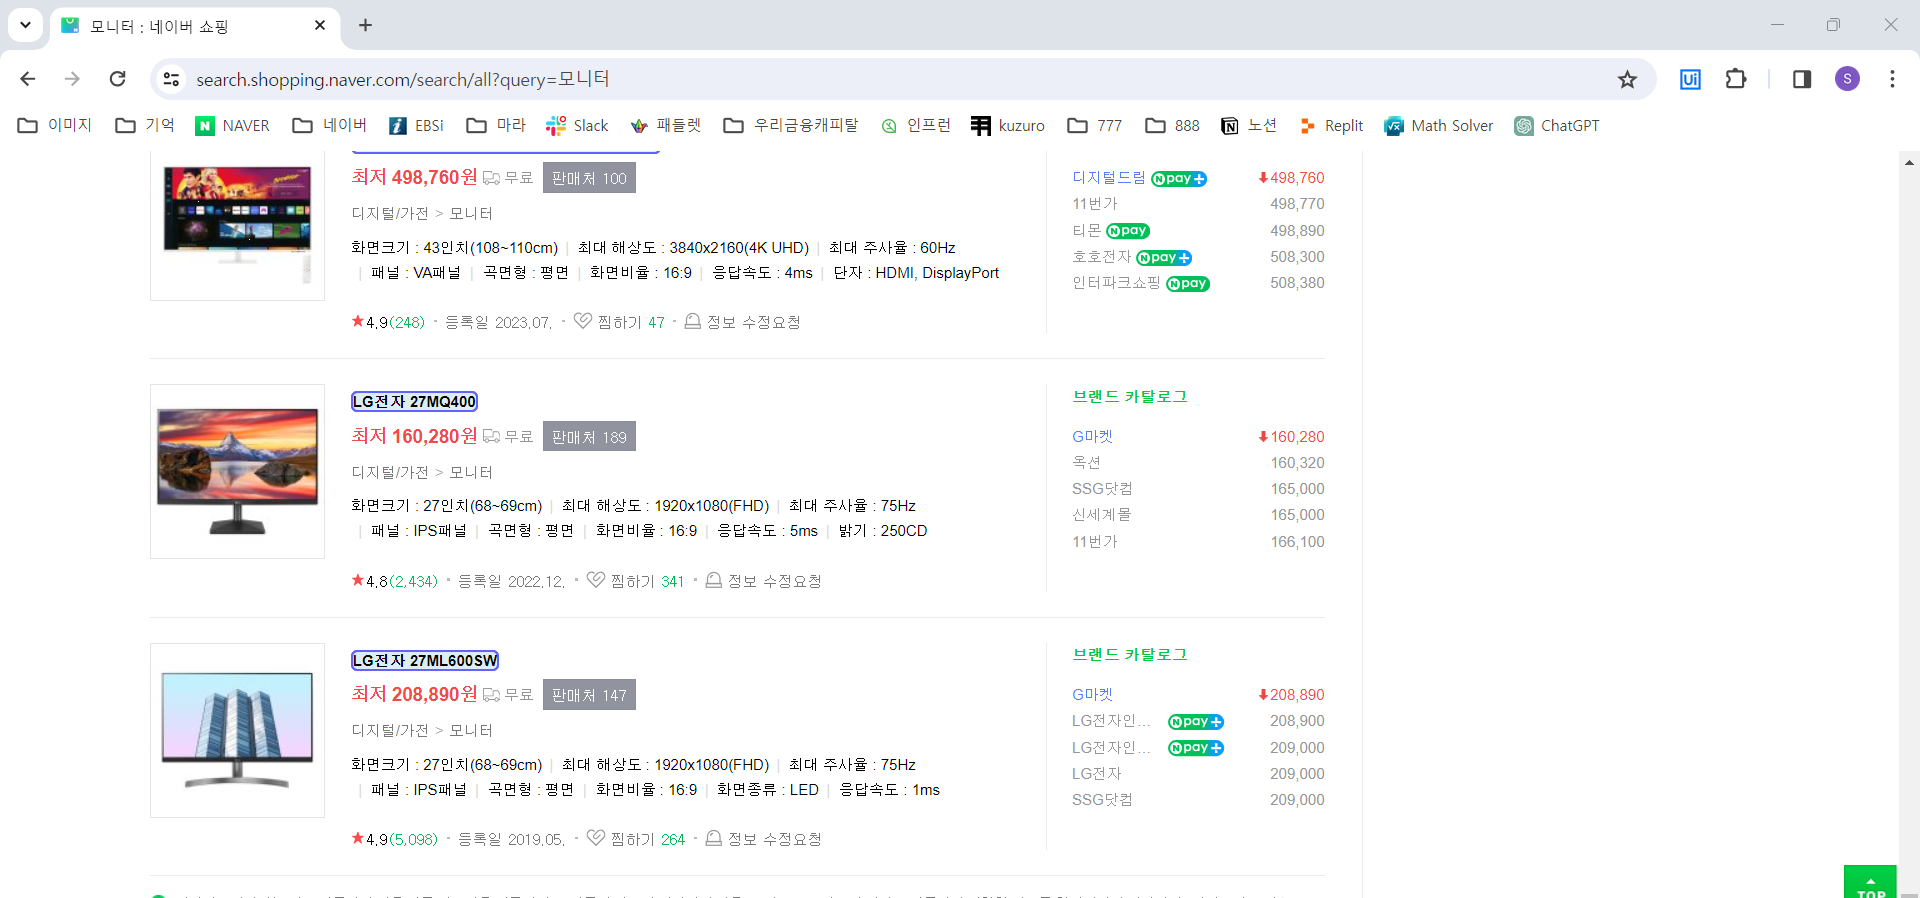 모니터 : 네이버 쇼핑
search.shopping.naver.com/search/all?query=모니터
S
이미지 기억 NAVER 네이버 EBSi 마라 Slack 패들렛 우리금융캐피탈 인프런 kuzuro 777 888 노션 Replit Math Solver ChatGPT
최저 498,760원 무료 판매처 100
디지털/가전 > 모니터
화면크기 : 43인치(108~110cm) | 최대 해상도 : 3840x2160(4K UHD) | 최대 주사율 : 60Hz
| 패널 : VA패널 | 곡면형 : 평면 | 화면비율 : 16:9 | 응답속도 : 4ms | 단자 : HDMI, DisplayPort
★4.9(248) · 등록일 2023.07. · 찜하기 47 · 정보 수정요청
디지털드림 N pay+ 498,760
11번가 498,770
티몬 N pay 498,890
호호전자 N pay+ 508,300
인터파크쇼핑 N pay 508,380
LG전자 27MQ400
최저 160,280원 무료 판매처 189
디지털/가전 > 모니터
화면크기 : 27인치(68~69cm) | 최대 해상도 : 1920x1080(FHD) | 최대 주사율 : 75Hz
| 패널 : IPS패널 | 곡면형 : 평면 | 화면비율 : 16:9 | 응답속도 : 5ms | 밝기 : 250CD
★4.8(2,434) · 등록일 2022.12. · 찜하기 341 · 정보 수정요청
브랜드 카탈로그
G마켓 160,280
옥션 160,320
SSG닷컴 165,000
신세계몰 165,000
11번가 166,100
LG전자 27ML600SW
최저 208,890원 무료 판매처 147
디지털/가전 > 모니터
화면크기 : 27인치(68~69cm) | 최대 해상도 : 1920x1080(FHD) | 최대 주사율 : 75Hz
| 패널 : IPS패널 | 곡면형 : 평면 | 화면비율 : 16:9 | 화면종류 : LED | 응답속도 : 1ms
★4.9(5,098) · 등록일 2019.05. · 찜하기 264 · 정보 수정요청
브랜드 카탈로그
G마켓 208,890
LG전자인... N pay+ 208,900
LG전자인... N pay+ 209,000
LG전자 209,000
SSG닷컴 209,000
TOP